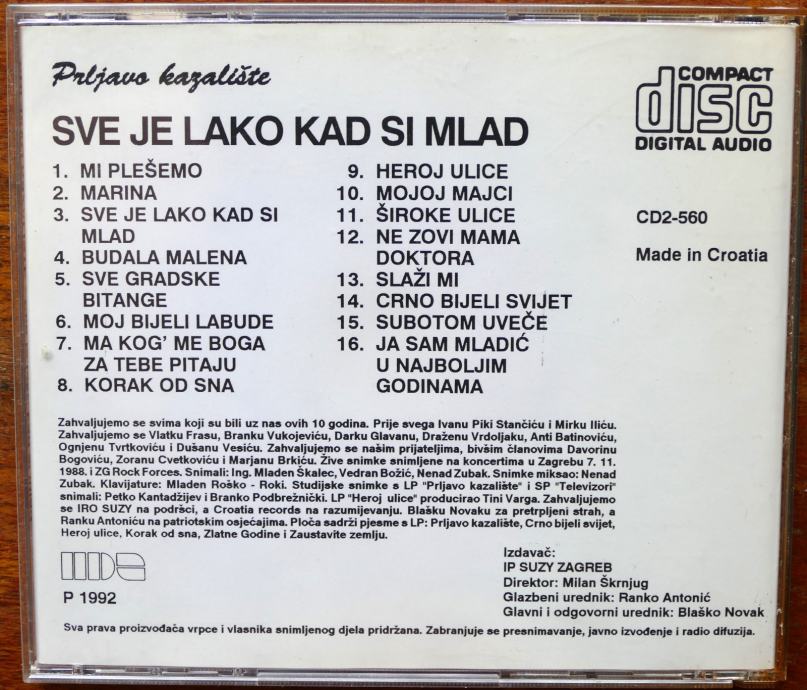 Prljavo kazalište
SVE JE LAKO KAD SI MLAD
1. MI PLEŠEMO
2. MARINA
3. SVE JE LAKO KAD SI
MLAD
4. BUDALA MALENA
5. SVE GRADSKE
BITANGE
6. MOJ BIJELI LABUDE
7. MA KOG' ME BOGA
ZA TEBE PITAJU
8. KORAK OD SNA
9. HEROJ ULICE
10. MOJOJ MAJCI
11. ŠIROKE ULICE
12. NE ZOVI MAMA
DOKTORA
13. SLAŽI MI
14. CRNO BIJELI SVIJET
15. SUBOTOM UVEČE
16. JA SAM MLADIĆ
U NAJBOLJIM
GODINAMA
COMPACT
disc
DIGITAL AUDIO
CD2-560
Made in Croatia
Zahvaljujemo se svima koji su bili uz nas ovih 10 godina. Prije svega Ivanu Piki Stančiću i Mirku Iliću.
Zahvaljujemo se Vlatku Frasu, Branku Vukojeviću, Darku Glavanu, Draženu Vrdoljaku, Anti Batinoviću,
Ognjenu Tvrtkoviću i Dušanu Vesiću. Zahvaljujemo se našim prijateljima, bivšim članovima Davorinu
Bogoviću, Zoranu Cvetkoviću i Marjanu Brkiću. Žive snimke snimljene na koncertima u Zagrebu 7. 11.
1988. i ZG Rock Forces. Snimali: Ing. Mladen Škalec, Vedran Božić, Nenad Zubak. Snimke miksao: Nenad
Zubak. Klavijature: Mladen Roško - Roki. Studijske snimke s LP "Prljavo kazalište" i SP "Televizori"
snimali: Petko Kantadžijev i Branko Podbrežnički. LP "Heroj ulice" producirao Tini Varga. Zahvaljujemo
se IRO SUZY na podršci, a Croatia records na razumijevanju. Blašku Novaku za pretrpljeni strah, a
Ranku Antoniću na patriotskim osjećajima. Ploča sadrži pjesme s LP: Prljavo kazalište, Crno bijeli svijet,
Heroj ulice, Korak od sna, Zlatne Godine i Zaustavite zemlju.
P 1992
Izdavač:
IP SUZY ZAGREB
Direktor: Milan Škrnjug
Glazbeni urednik: Ranko Antonić
Glavni i odgovorni urednik: Blaško Novak
Sva prava proizvođača vrpce i vlasnika snimljenog djela pridržana. Zabranjuje se presnimavanje, javno izvođenje i radio difuzija.